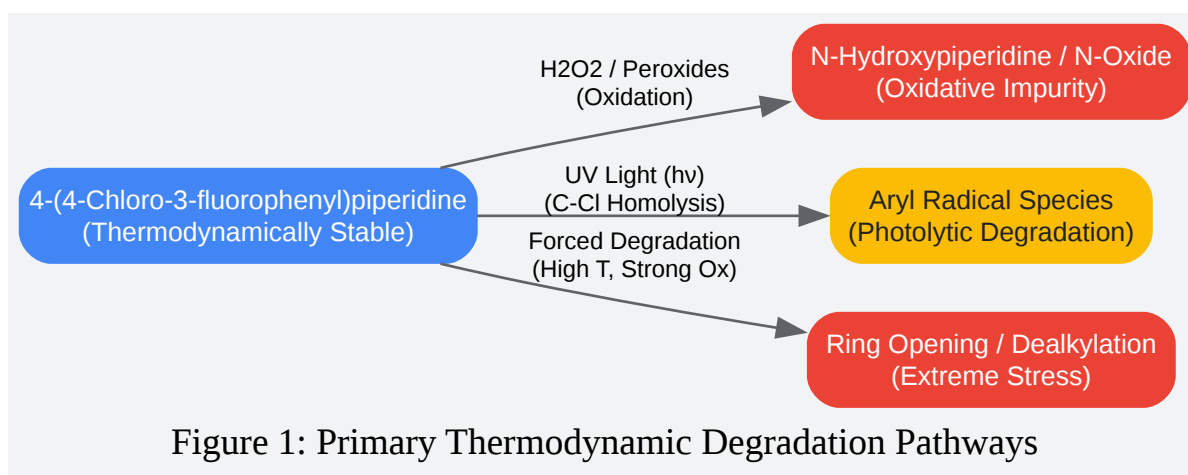 H2O2 / Peroxides
(Oxidation)
N-Hydroxypiperidine / N-Oxide
(Oxidative Impurity)
4-(4-Chloro-3-fluorophenyl)piperidine
(Thermodynamically Stable)
UV Light (hν)
(C-Cl Homolysis)
Aryl Radical Species
(Photolytic Degradation)
Forced Degradation
(High T, Strong Ox)
Ring Opening / Dealkylation
(Extreme Stress)
Figure 1: Primary Thermodynamic Degradation Pathways